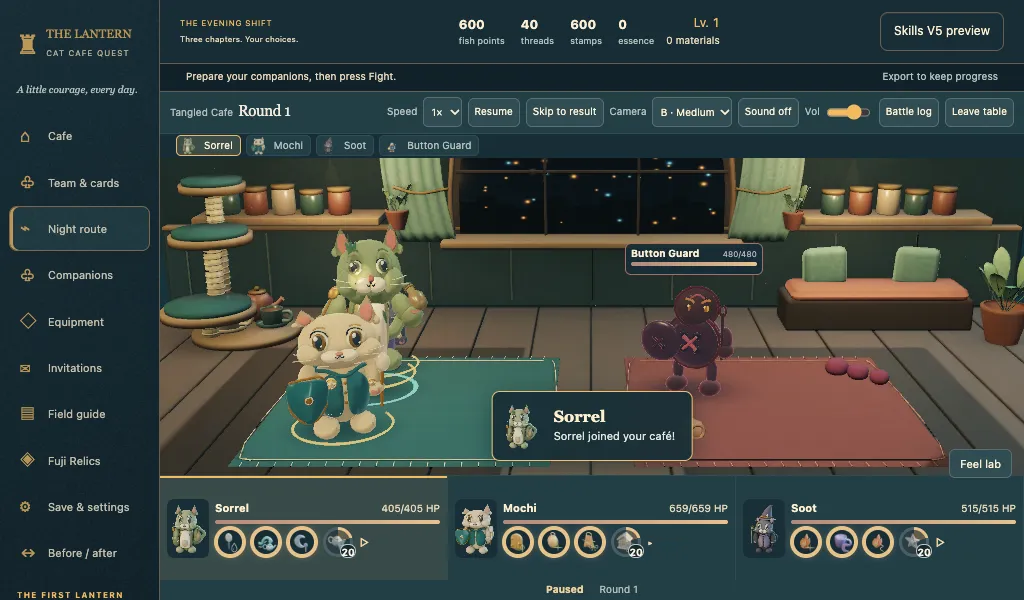 THE LANTERN
CAT CAFE QUEST
A little courage, every day.
Cafe
Team & cards
Night route
Companions
Equipment
Invitations
Field guide
Fuji Relics
Save & settings
Before / after
THE FIRST LANTERN
THE EVENING SHIFT
Three chapters. Your choices.
600 fish points
40 threads
600 stamps
0 essence
Lv. 1
0 materials
Skills V5 preview
Prepare your companions, then press Fight.
Export to keep progress
Tangled Cafe Round 1
Speed 1x Resume Skip to result Camera B · Medium Sound off Vol Battle log Leave table
Sorrel Mochi Soot Button Guard
Button Guard 480/480
Sorrel
Sorrel joined your café!
Feel lab
Sorrel 405/405 HP
20
Mochi 659/659 HP
20
Soot 515/515 HP
20
Paused Round 1